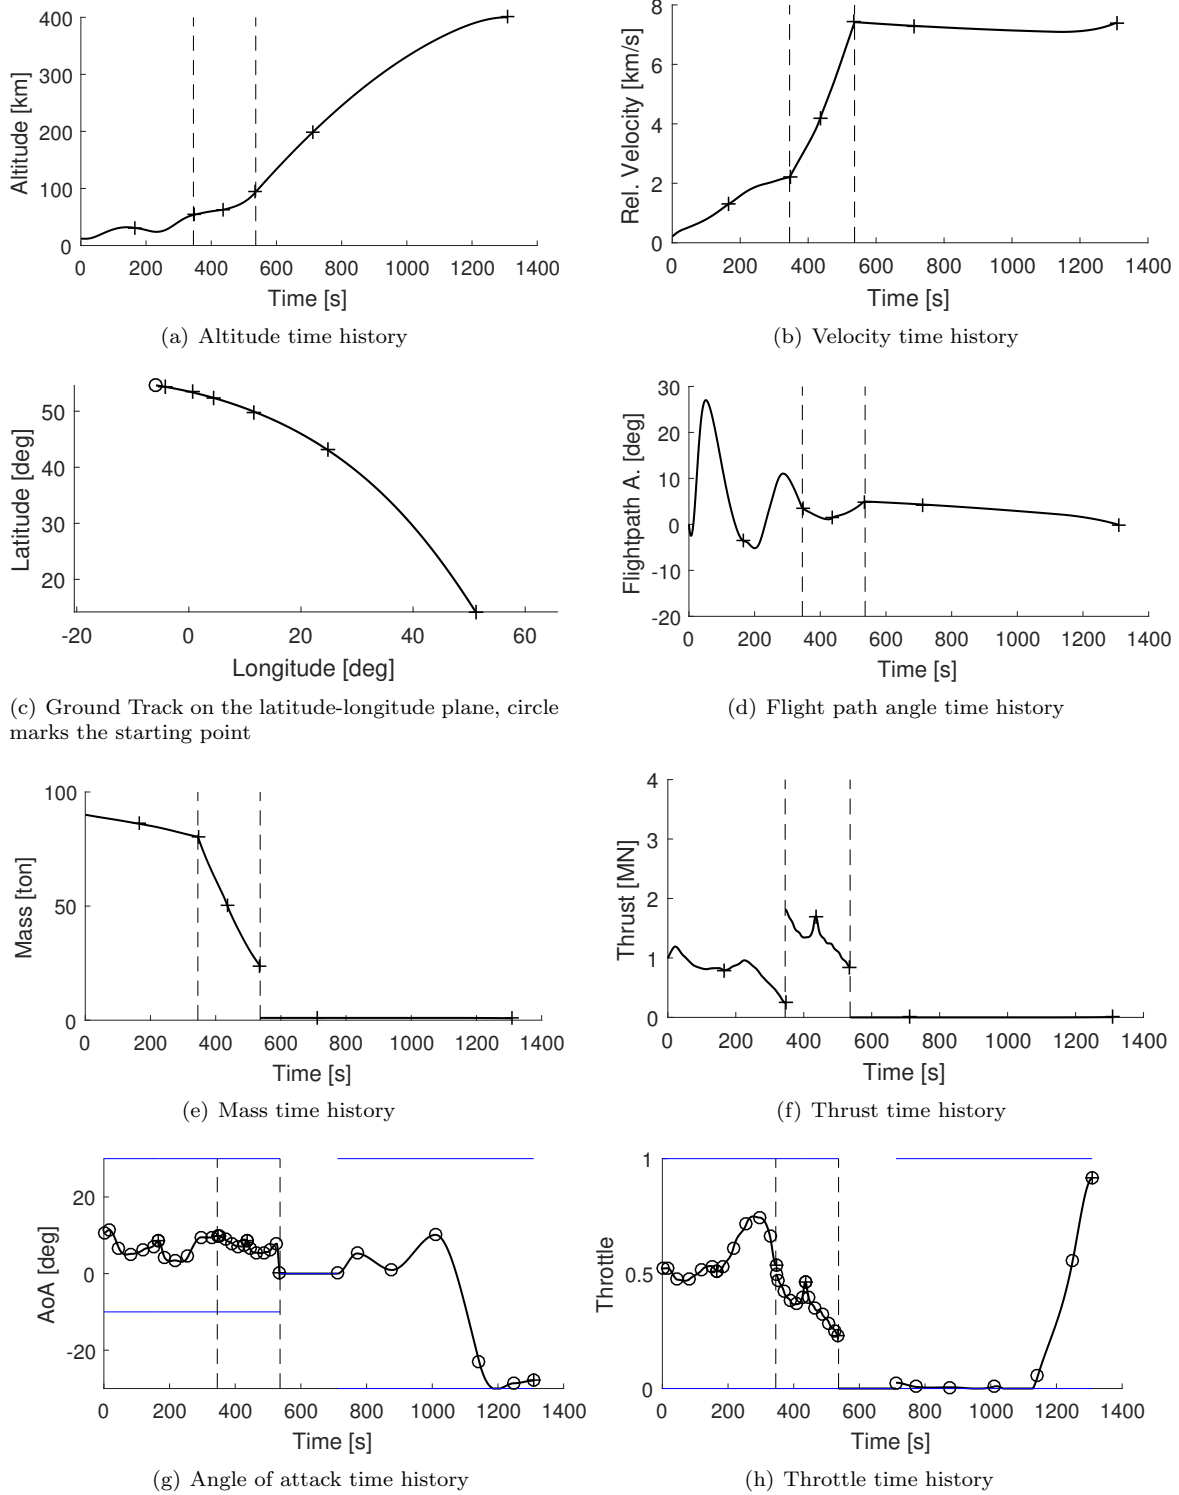 400
300
200
100
0
0 200 400 600 800 1000 1200 1400
Altitude [km]
Time [s]
(a) Altitude time history
8
6
4
2
0
0 200 400 600 800 1000 1200 1400
Rel. Velocity [km/s]
Time [s]
(b) Velocity time history
50
40
30
20
-20 0 20 40 60
Latitude [deg]
Longitude [deg]
(c) Ground Track on the latitude-longitude plane, circle
marks the starting point
30
20
10
0
-10
-20
0 200 400 600 800 1000 1200 1400
Flightpath A. [deg]
Time [s]
(d) Flight path angle time history
100
50
0
0 200 400 600 800 1000 1200 1400
Mass [ton]
Time [s]
(e) Mass time history
4
3
2
1
0
0 200 400 600 800 1000 1200 1400
Thrust [MN]
Time [s]
(f) Thrust time history
20
0
-20
0 200 400 600 800 1000 1200 1400
AoA [deg]
Time [s]
(g) Angle of attack time history
1
0.5
0
0 200 400 600 800 1000 1200 1400
Throttle
Time [s]
(h) Throttle time history